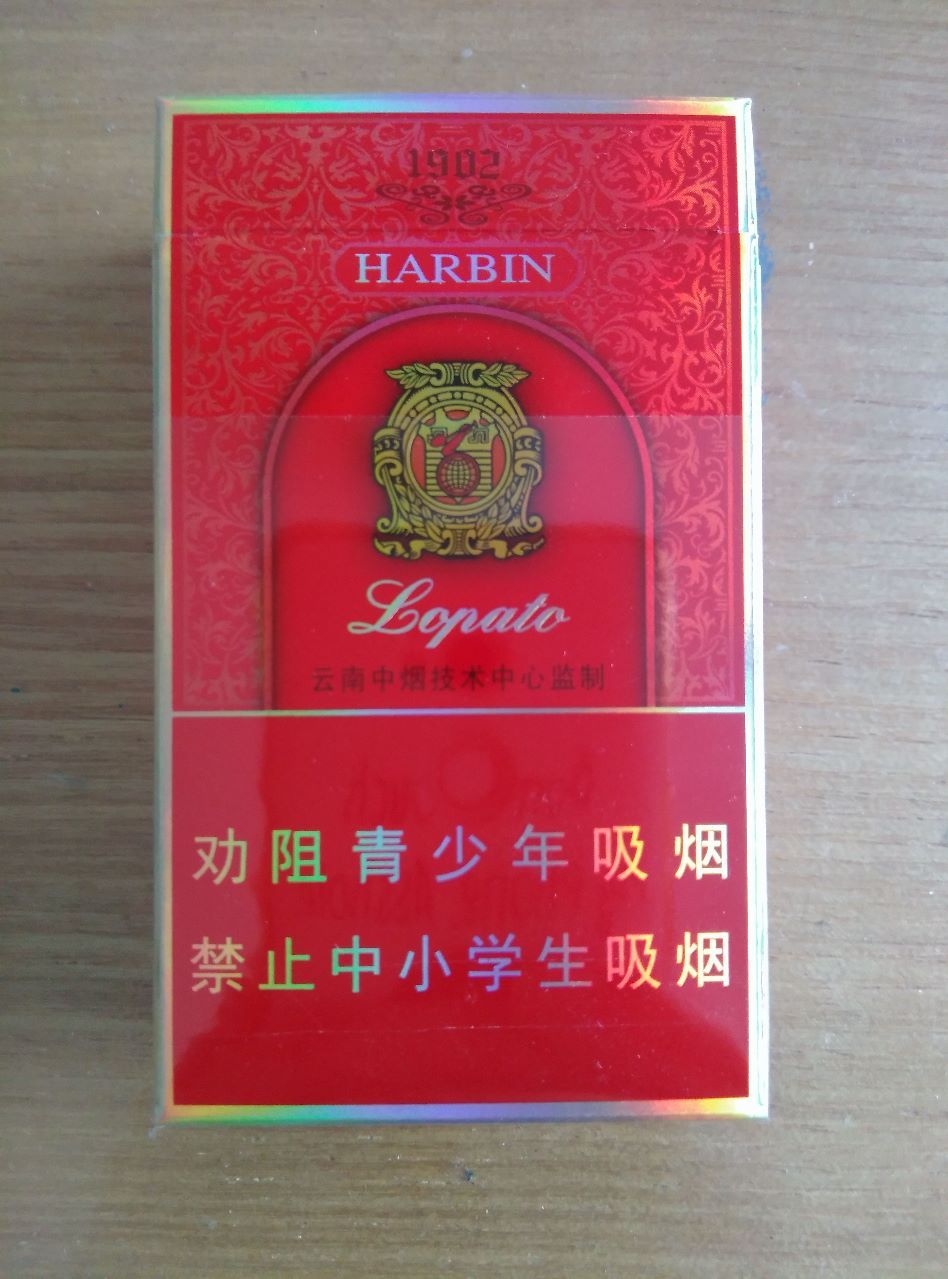 1902
HARBIN
Lopato
云南中烟技术中心监制
劝阻青少年吸烟
禁止中小学生吸烟